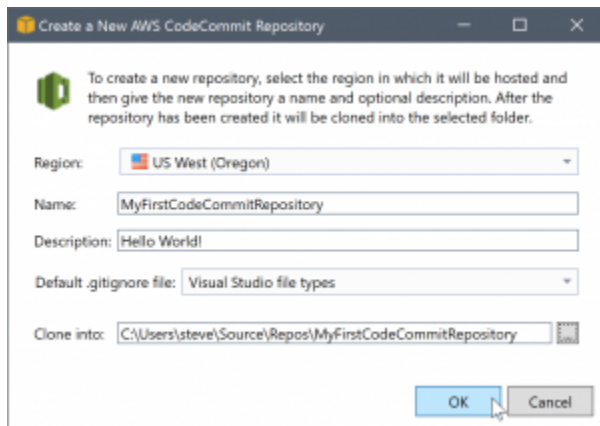 Create a New AWS CodeCommit Repository
To create a new repository, select the region in which it will be hosted and
then give the new repository a name and optional description. After the
repository has been created it will be cloned into the selected folder.
Region: US West (Oregon)
Name: MyFirstCodeCommitRepository
Description: Hello World!
Default .gitignore file: Visual Studio file types
Clone into: C:\Users\steve\Source\Repos\MyFirstCodeCommitRepository ...
OK Cancel